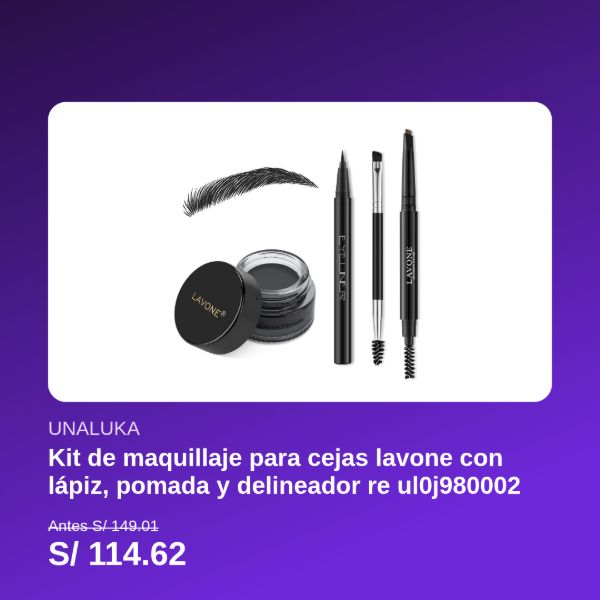 LAVONE®
EYELINER
LAVONE
UNALUKA
Kit de maquillaje para cejas lavone con
lápiz, pomada y delineador re ul0j980002
Antes S/ 149.01
S/ 114.62